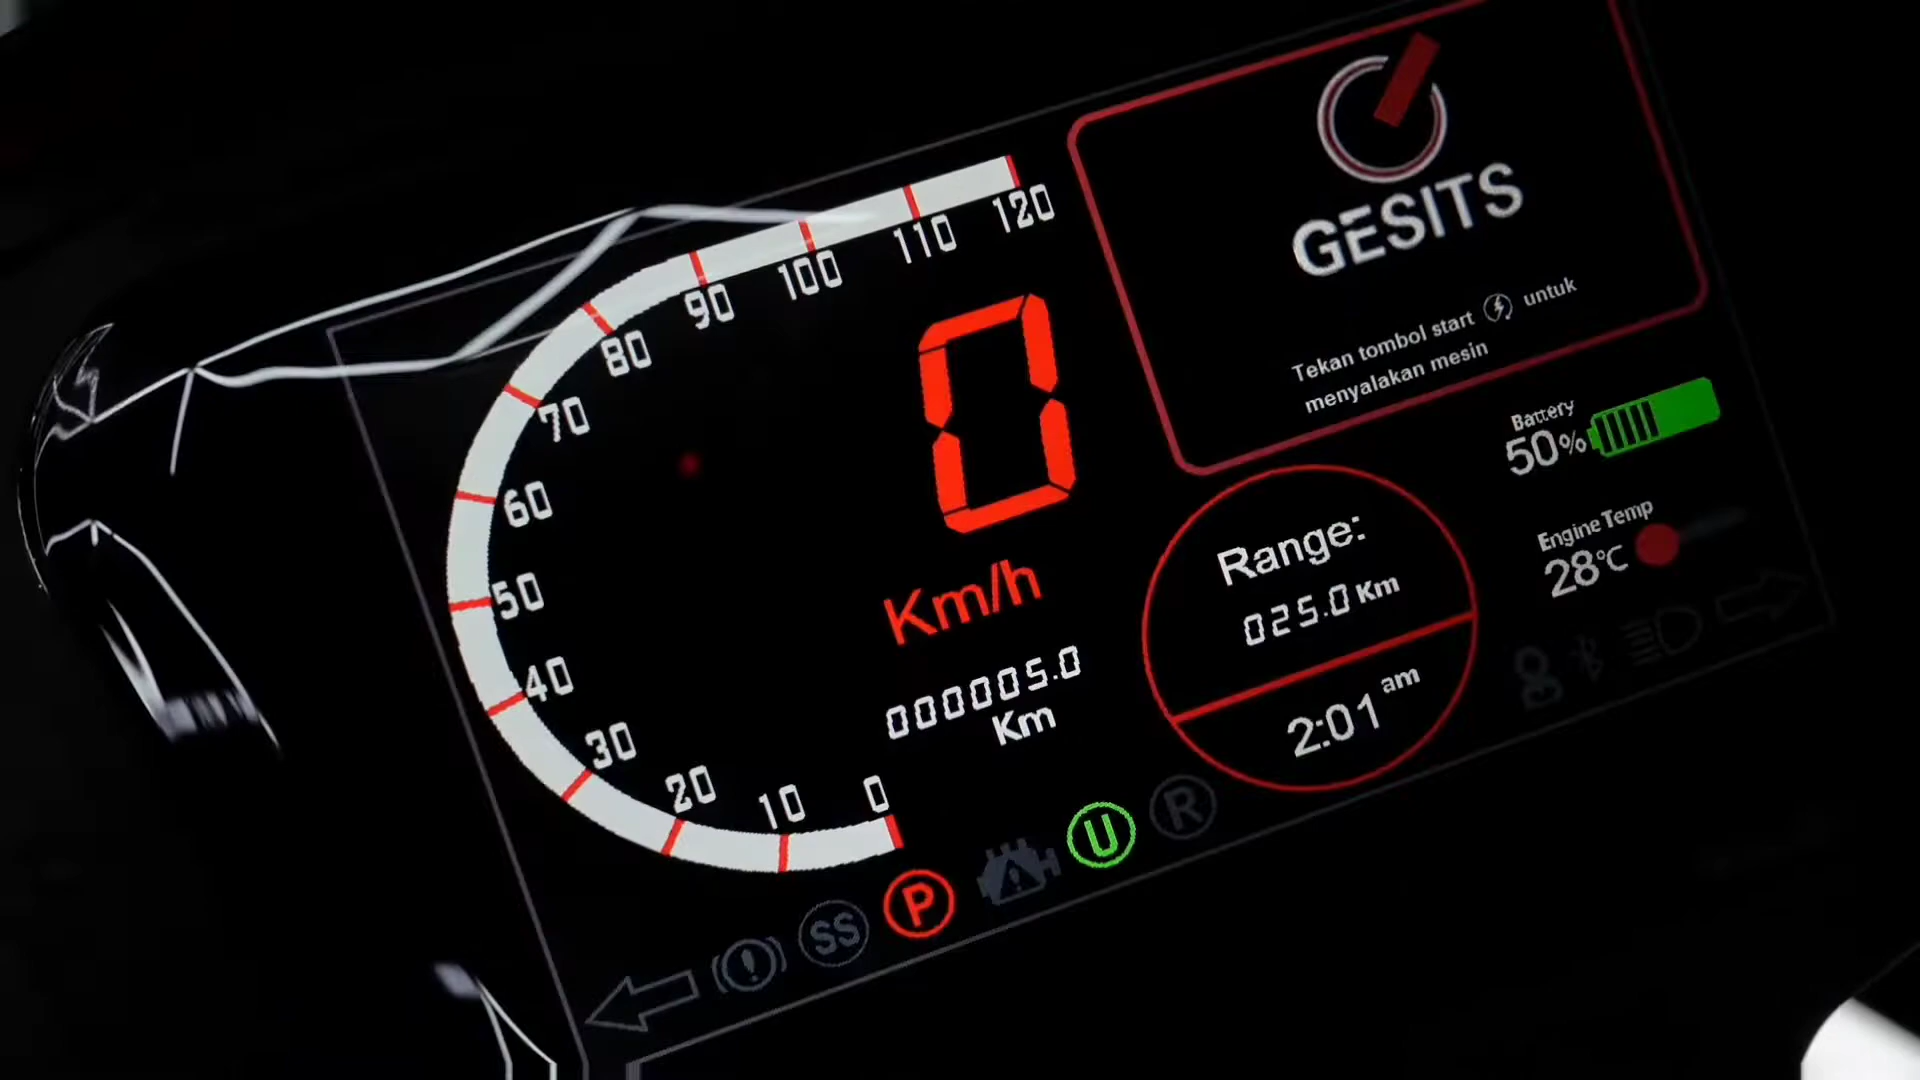 GESITS
Tekan tombol start untuk
menyalakan mesin
120
110
100
90
80
70
60
50
40
30
20
10
0
0
Km/h
000005.0
Km
Range:
025.0 Km
2:01 am
Battery
50%
Engine Temp
28°C
SS
P
U
R